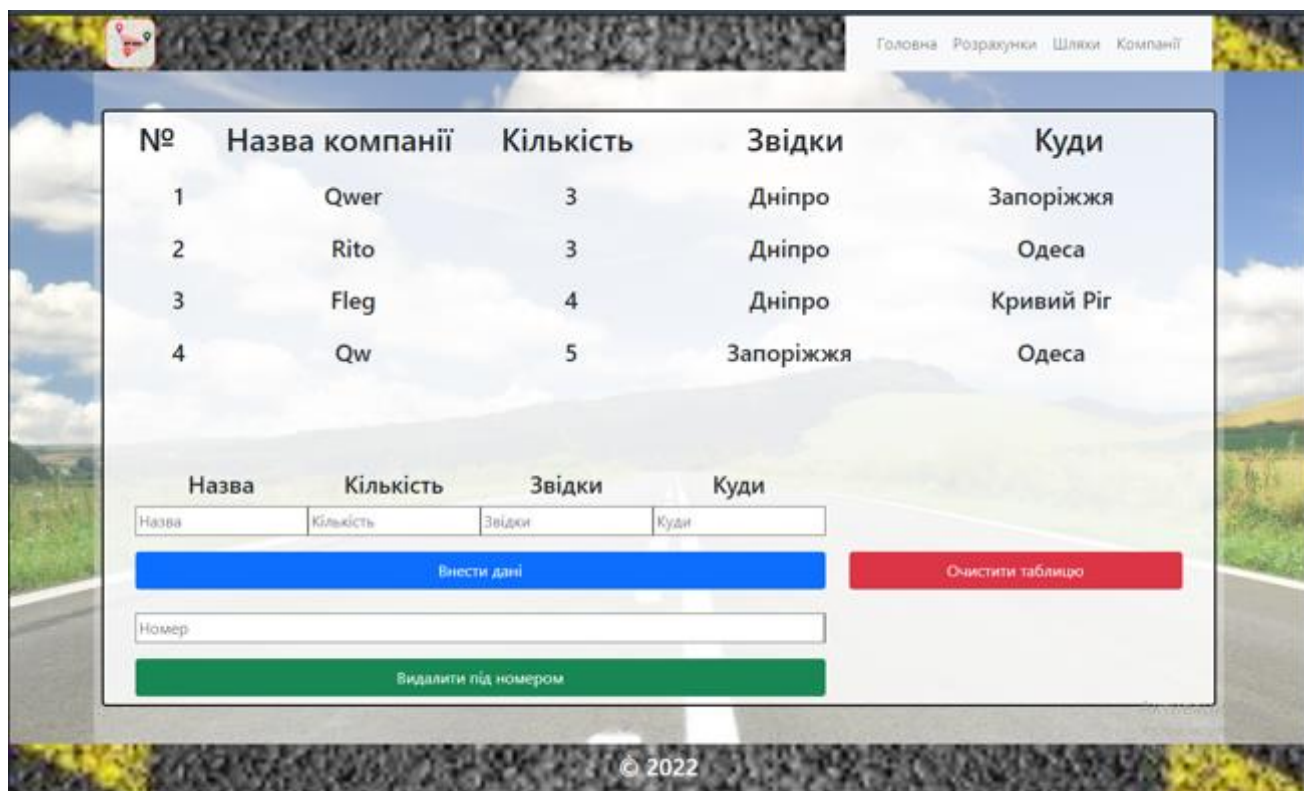 Головна Розрахунки Шляхи Компанії
№ Назва компанії Кількість Звідки Куди
1 Qwer 3 Дніпро Запоріжжя
2 Rito 3 Дніпро Одеса
3 Fleg 4 Дніпро Кривий Ріг
4 Qw 5 Запоріжжя Одеса
Назва Кількість Звідки Куди
Назва Кількість Звідки Куди
Внести дані Очистити таблицю
Номер
Видалити під номером
© 2022